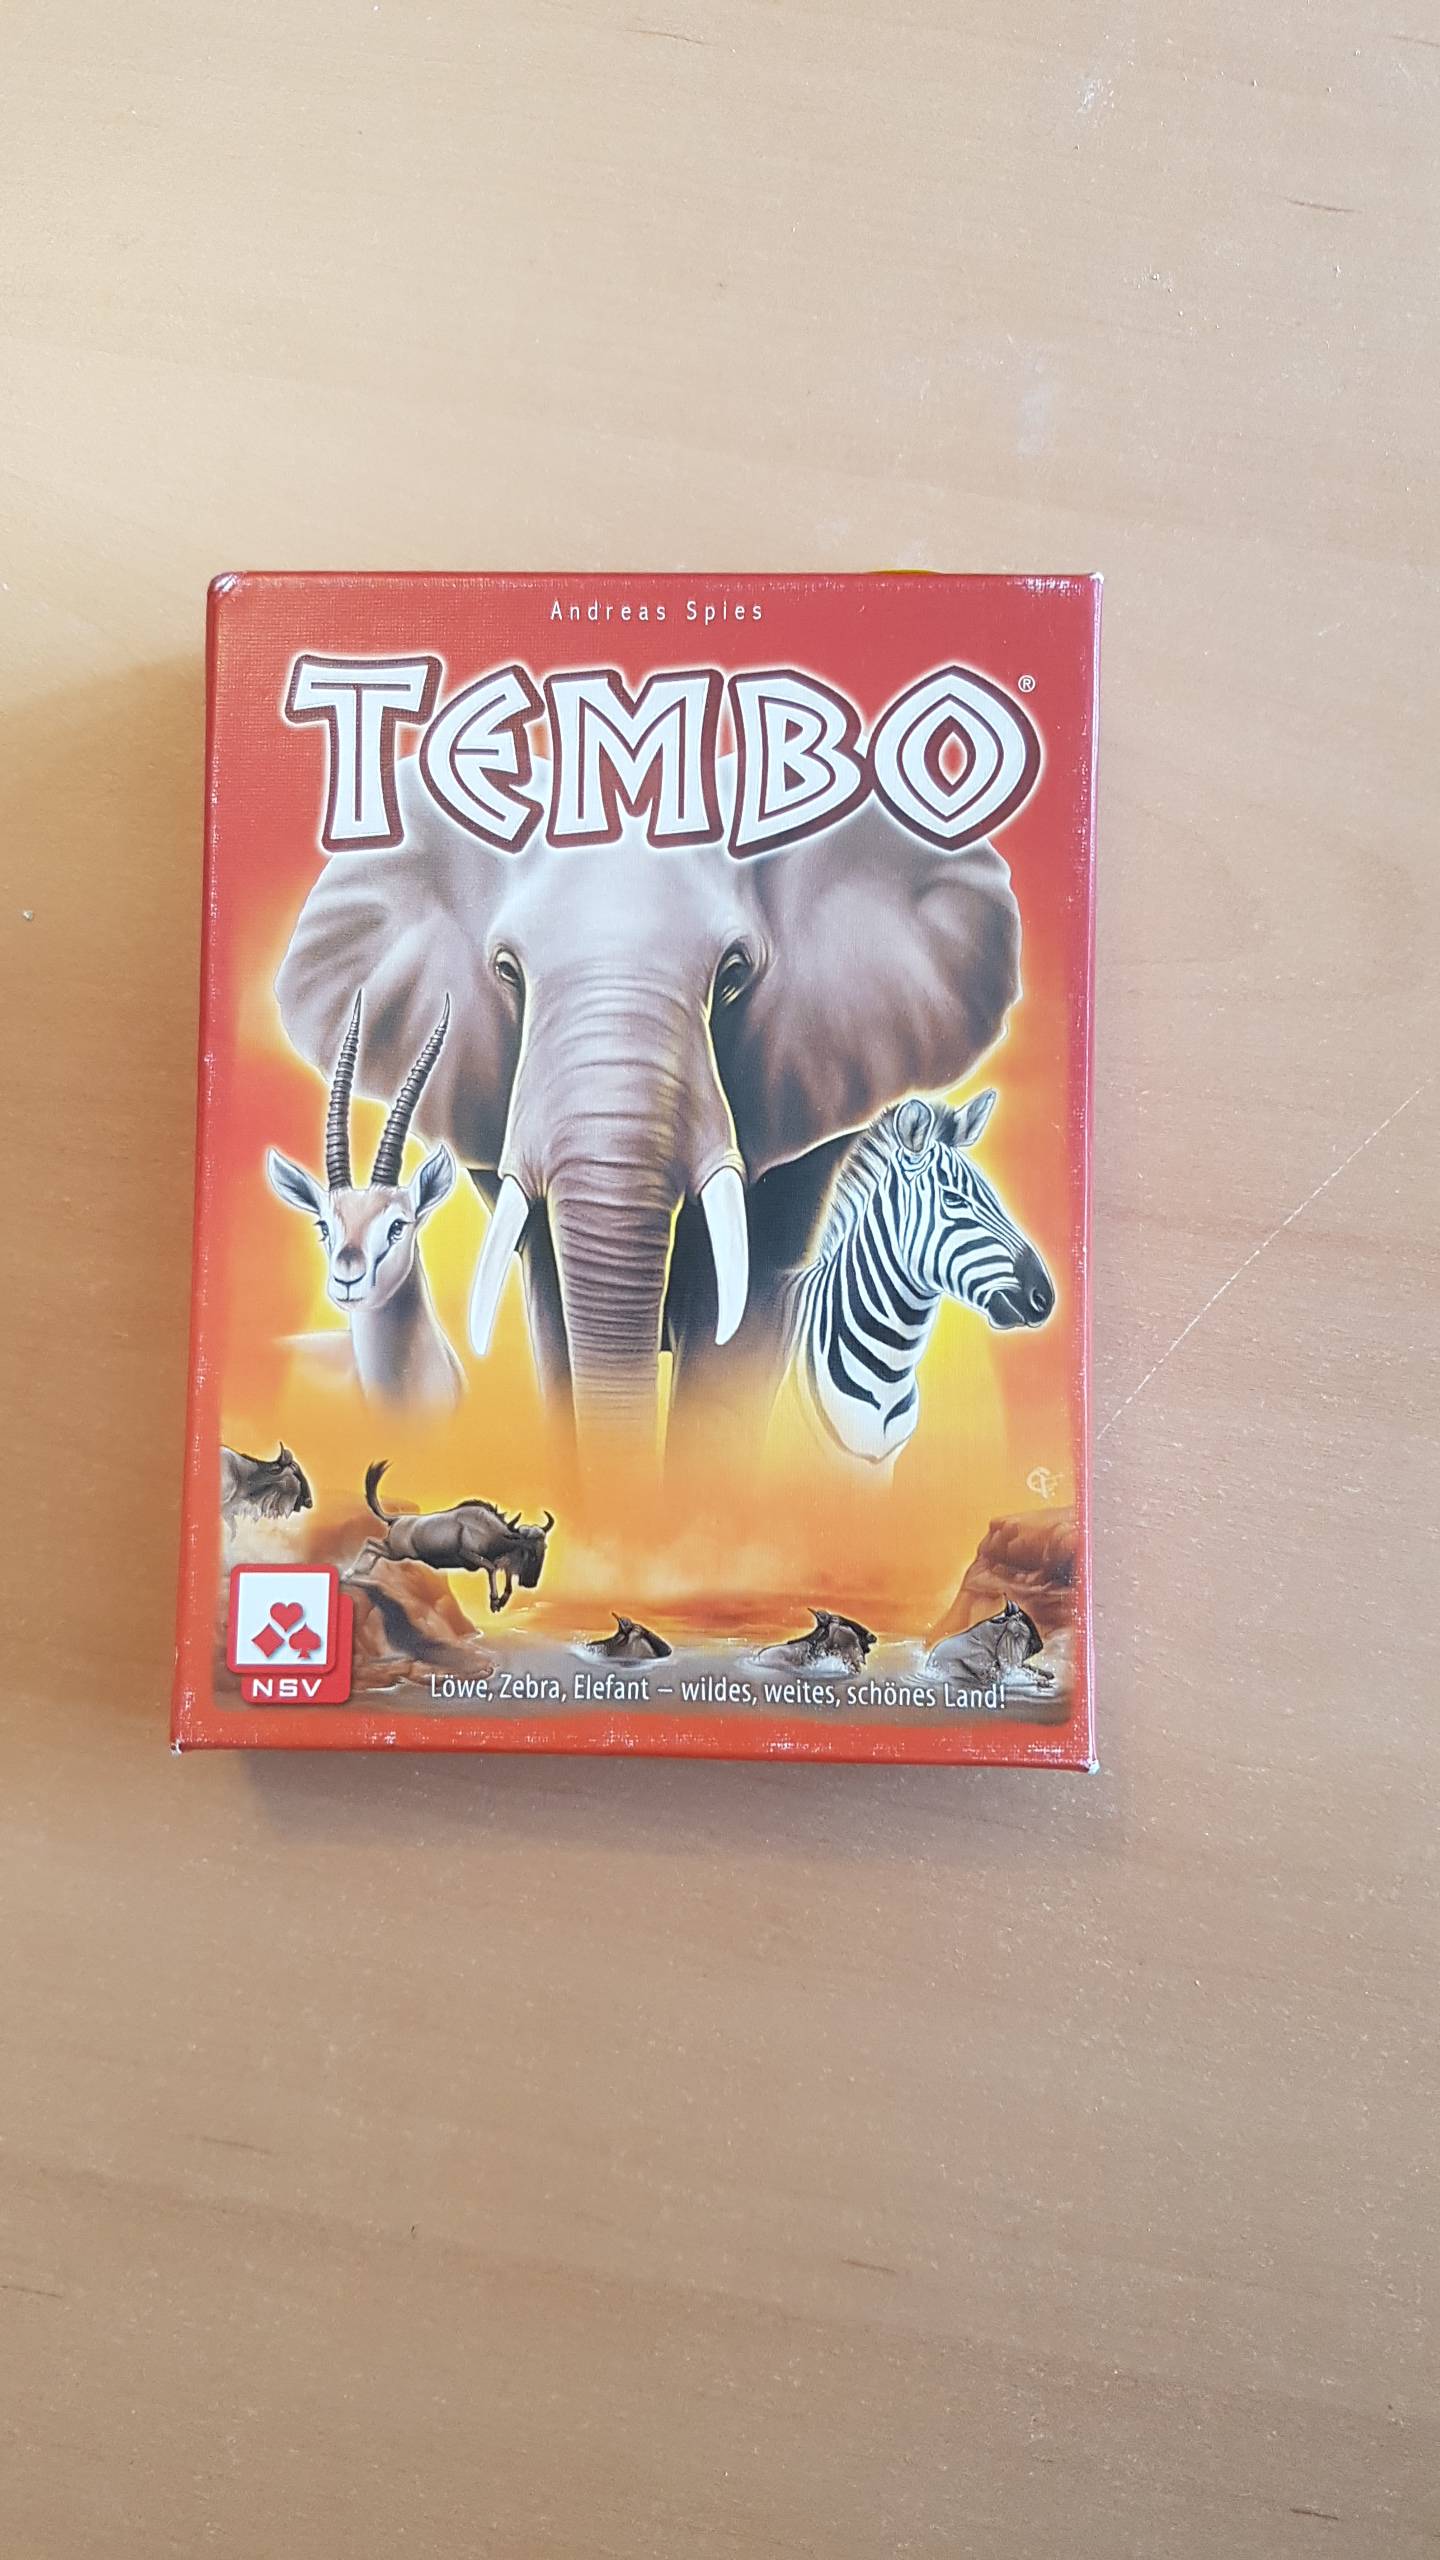 Andreas Spies
TEMBO®
NSV
Löwe, Zebra, Elefant – wildes, weites, schönes Land!